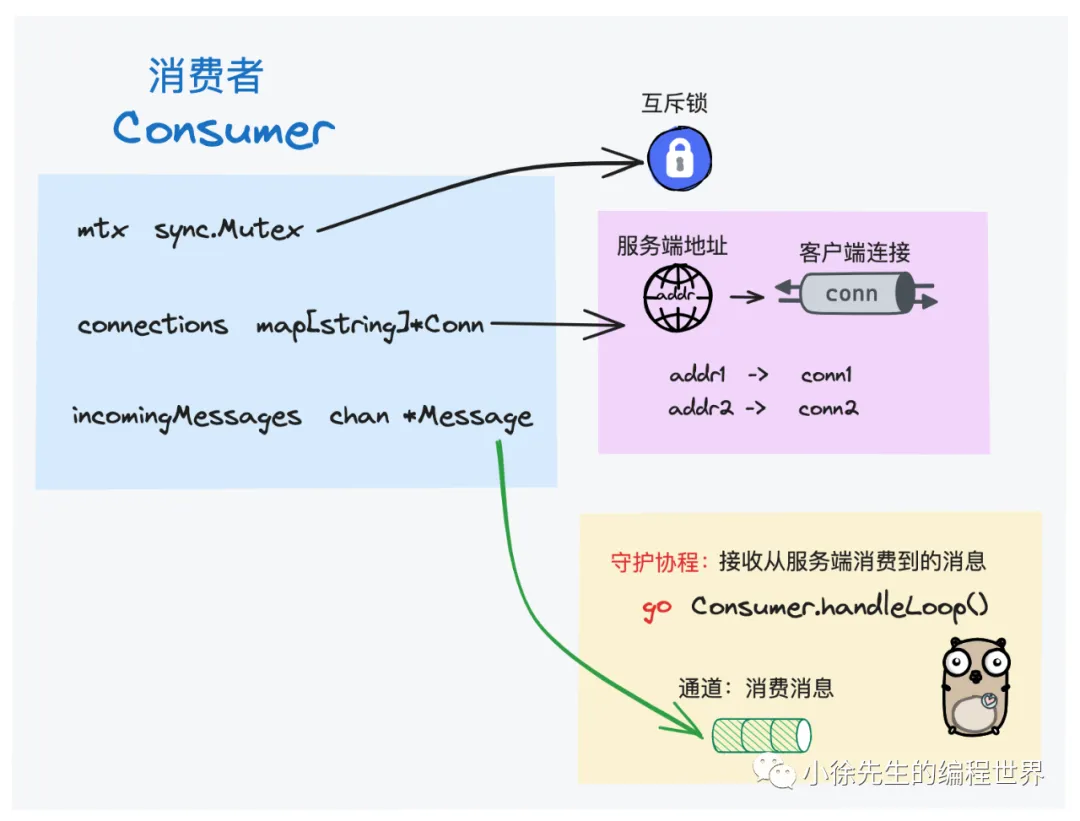 消费者
Consumer
互斥锁
mtx sync.Mutex
服务端地址
客户端连接
addr
conn
connections map[string]*Conn
addr1 -> conn1
addr2 -> conn2
incomingMessages chan *Message
守护协程：接收从服务端消费到的消息
go Consumer.handleLoop()
通道：消费消息
小徐先生的编程世界